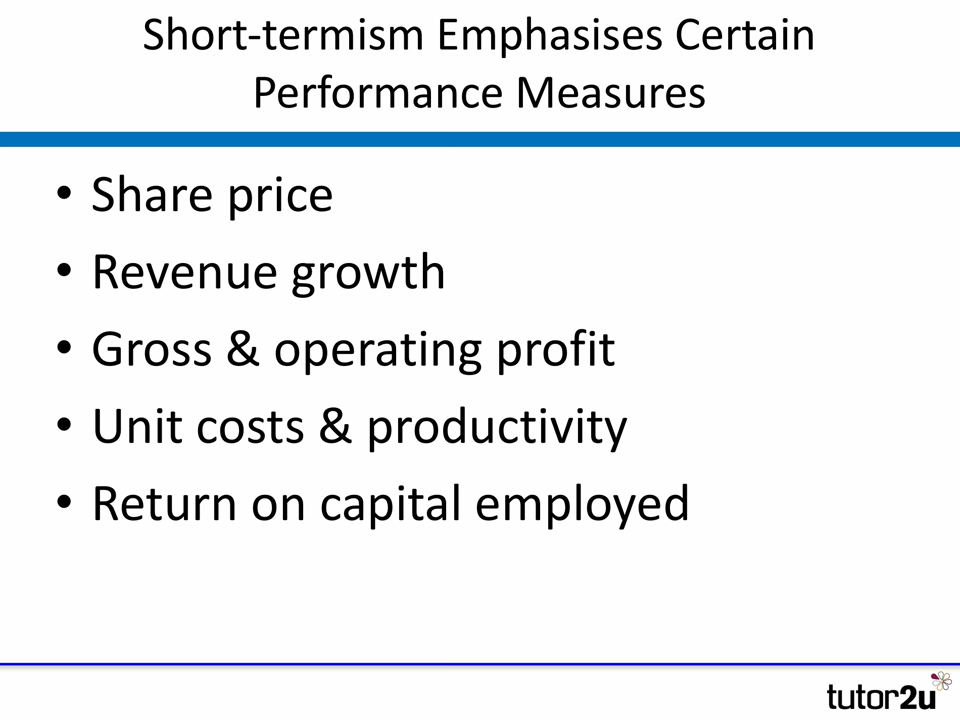 Short-termism Emphasises Certain
Performance Measures
• Share price
• Revenue growth
• Gross & operating profit
• Unit costs & productivity
• Return on capital employed
tutor2u